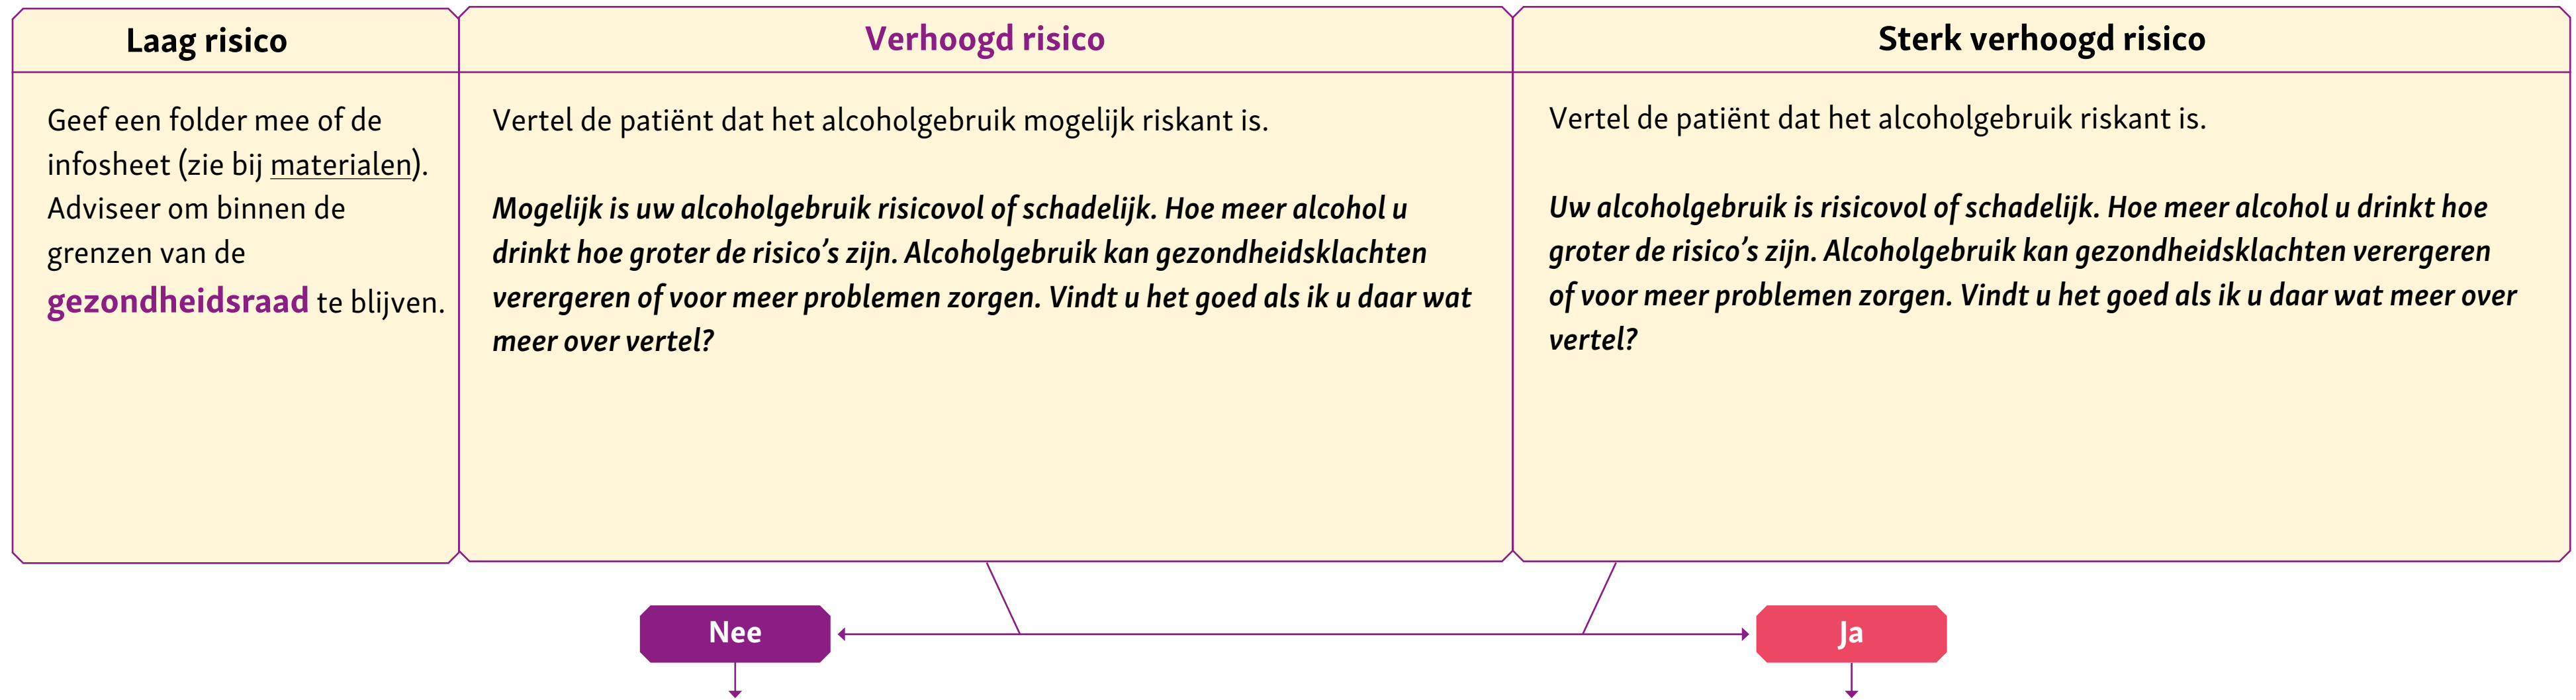 Laag risico
Geef een folder mee of de
infosheet (zie bij materialen).
Adviseer om binnen de
grenzen van de
gezondheidsraad te blijven.
Verhoogd risico
Vertel de patiënt dat het alcoholgebruik mogelijk riskant is.
Mogelijk is uw alcoholgebruik risicovol of schadelijk. Hoe meer alcohol u
drinkt hoe groter de risico’s zijn. Alcoholgebruik kan gezondheidsklachten
verergeren of voor meer problemen zorgen. Vindt u het goed als ik u daar wat
meer over vertel?
Sterk verhoogd risico
Vertel de patiënt dat het alcoholgebruik riskant is.
Uw alcoholgebruik is risicovol of schadelijk. Hoe meer alcohol u drinkt hoe
groter de risico’s zijn. Alcoholgebruik kan gezondheidsklachten verergeren
of voor meer problemen zorgen. Vindt u het goed als ik u daar wat meer over
vertel?
Nee
Ja